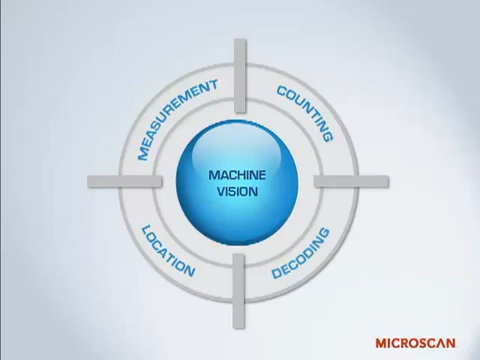 MEASUREMENT
COUNTING
MACHINE
VISION
LOCATION
DECODING
MICROSCAN